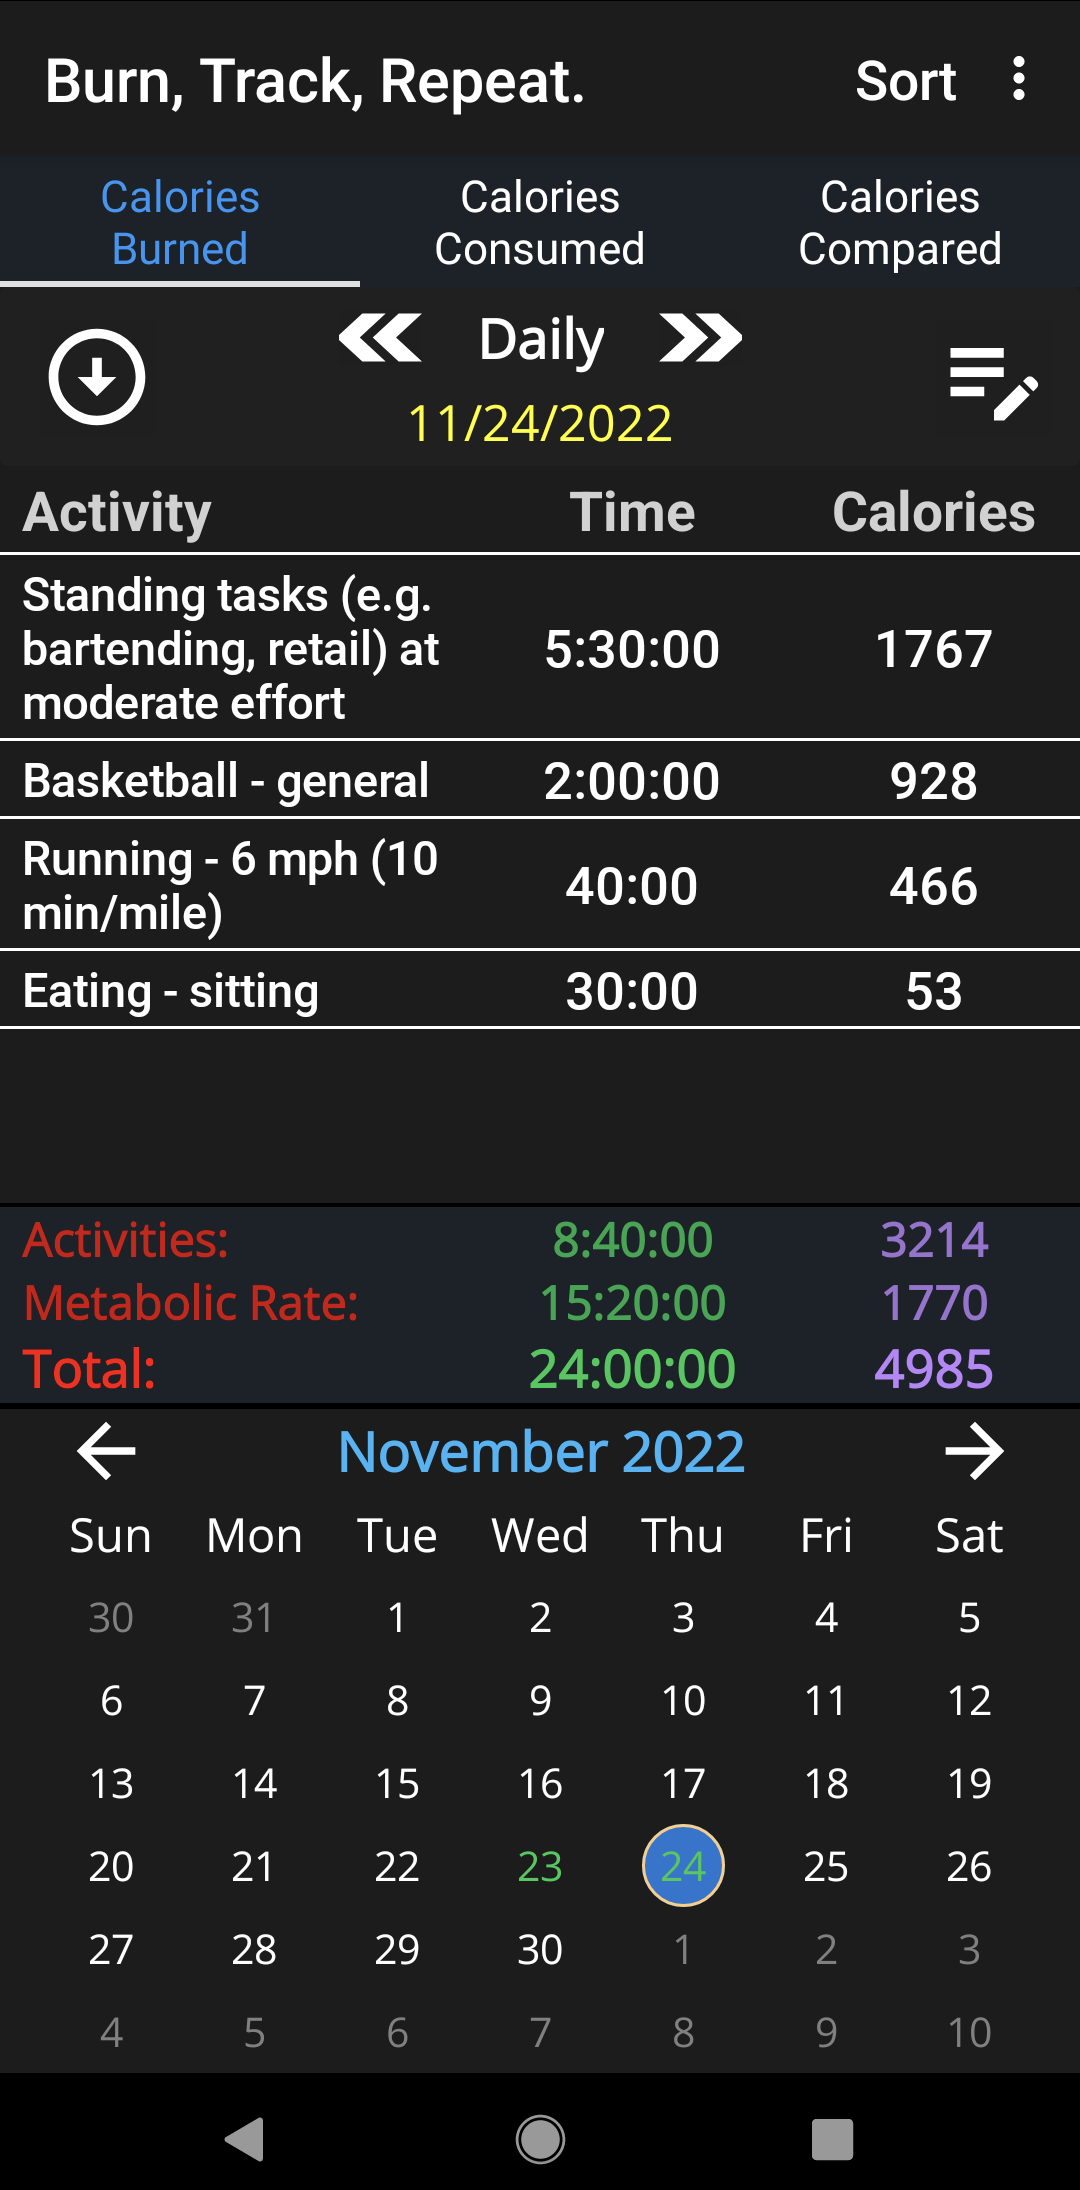 Burn, Track, Repeat. Sort
Calories Calories Calories
Burned Consumed Compared
Daily
11/24/2022
Activity Time Calories
Standing tasks (e.g.
bartending, retail) at 5:30:00 1767
moderate effort
Basketball - general 2:00:00 928
Running - 6 mph (10
min/mile) 40:00 466
Eating - sitting 30:00 53
Activities: 8:40:00 3214
Metabolic Rate: 15:20:00 1770
Total: 24:00:00 4985
November 2022
Sun Mon Tue Wed Thu Fri Sat
30 31 1 2 3 4 5
6 7 8 9 10 11 12
13 14 15 16 17 18 19
20 21 22 23 24 25 26
27 28 29 30 1 2 3
4 5 6 7 8 9 10